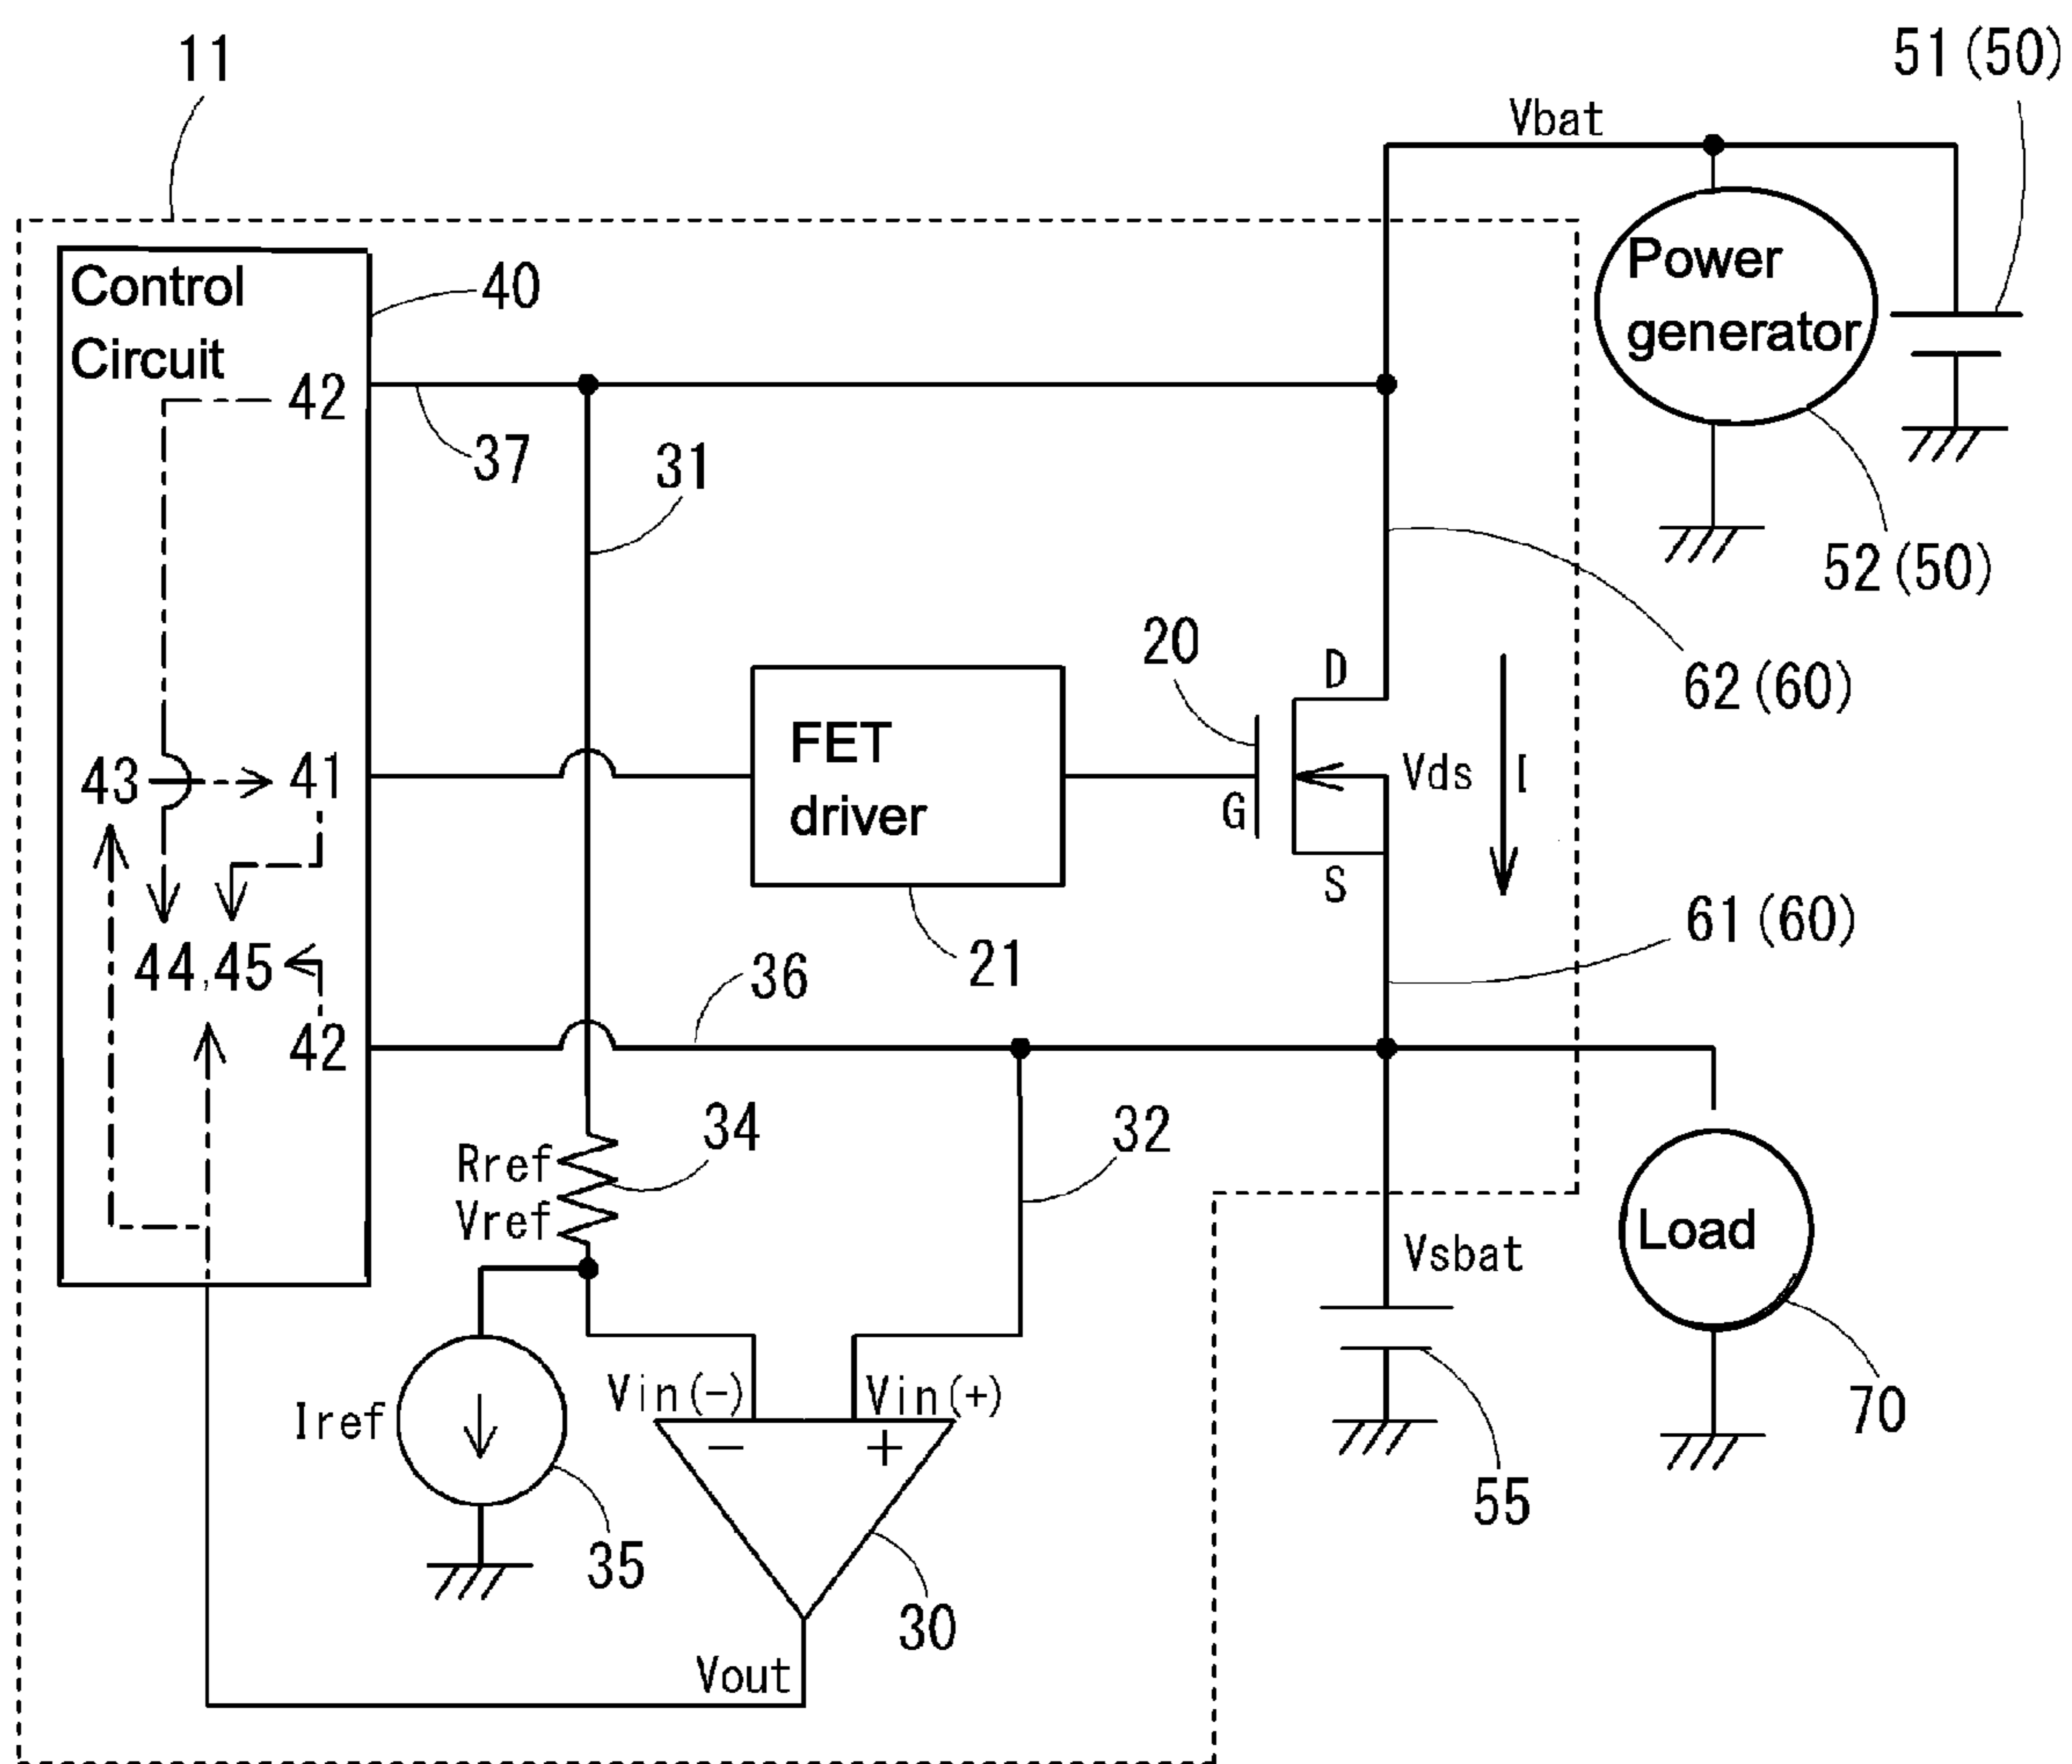 11
51(50)
Vbat
Control
Circuit
40
Power
generator
42
37
31
52(50)
20
D
62(60)
FET
driver
43
41
G
Vds
I
S
61(60)
44,45
21
36
42
34
32
Rref
Vref
Vsbat
Load
Vin(-)
Vin(+)
Iref
−
+
70
55
35
30
Vout